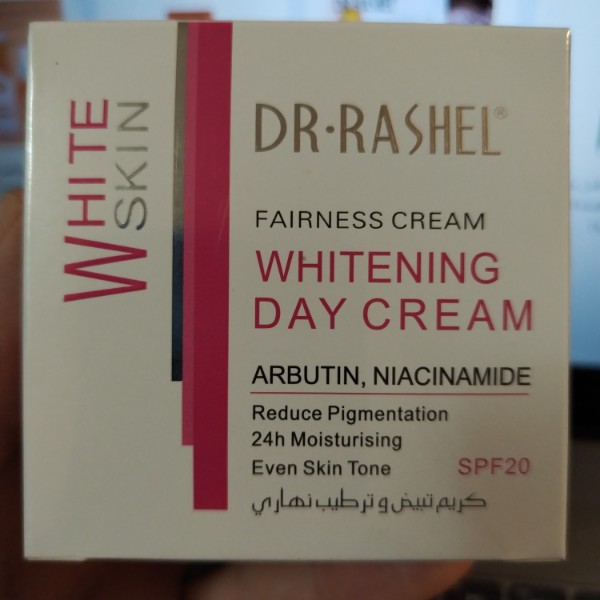 WHITE
SKIN
DR·RASHEL®
FAIRNESS CREAM
WHITENING
DAY CREAM
ARBUTIN, NIACINAMIDE
Reduce Pigmentation
24h Moisturising
Even Skin Tone SPF20
كريم تبيض و ترطيب نهاري